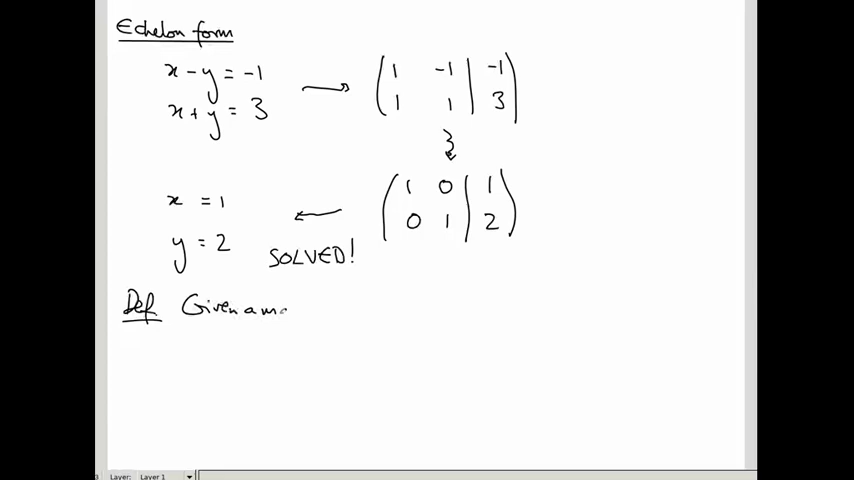 Echelon form
x - y = -1 → ( 1 -1 | -1 )
x + y = 3 ( 1 1 | 3 )
x = 1 ← ( 1 0 | 1 )
y = 2 SOLVED! ( 0 1 | 2 )
Def Given a m
Layer: Layer 1